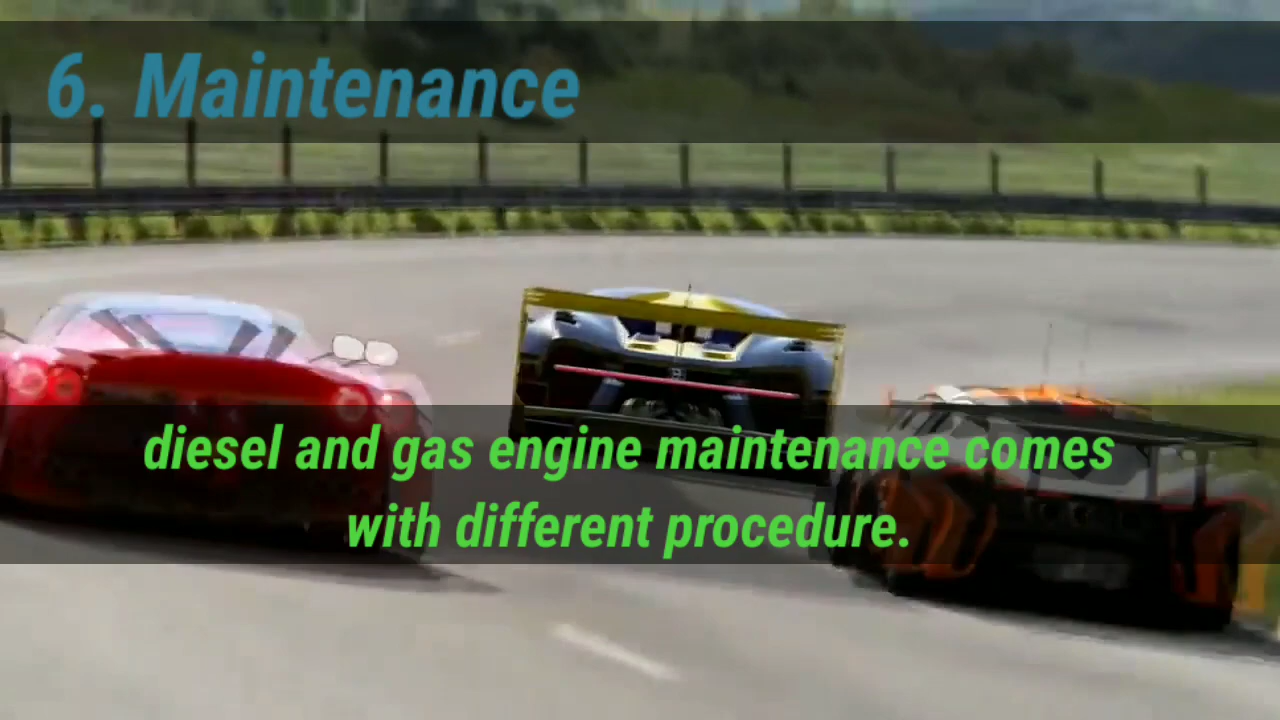 6. Maintenance
diesel and gas engine maintenance comes
with different procedure.